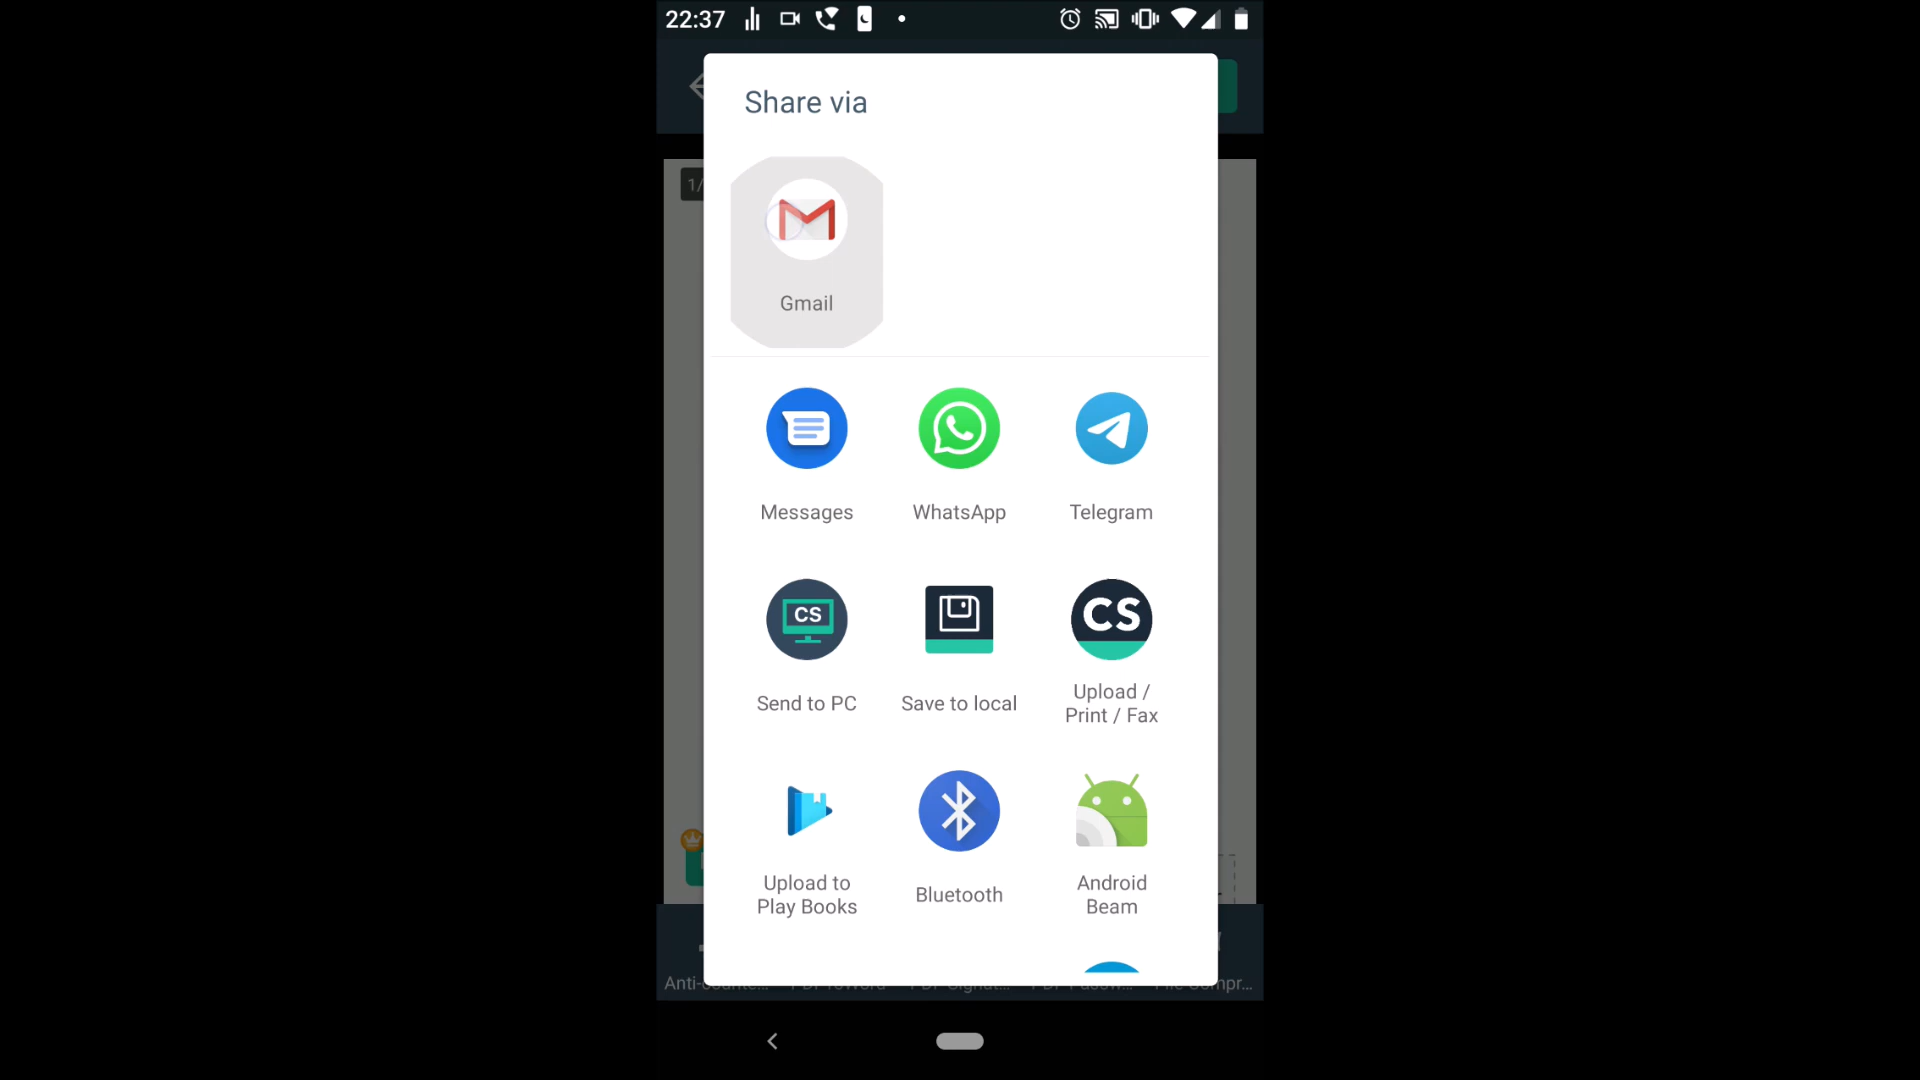 22:37
Share via
1/
Gmail
Messages
WhatsApp
Telegram
CS
CS
Send to PC
Save to local
Upload /
Print / Fax
Upload to
Play Books
Bluetooth
Android
Beam